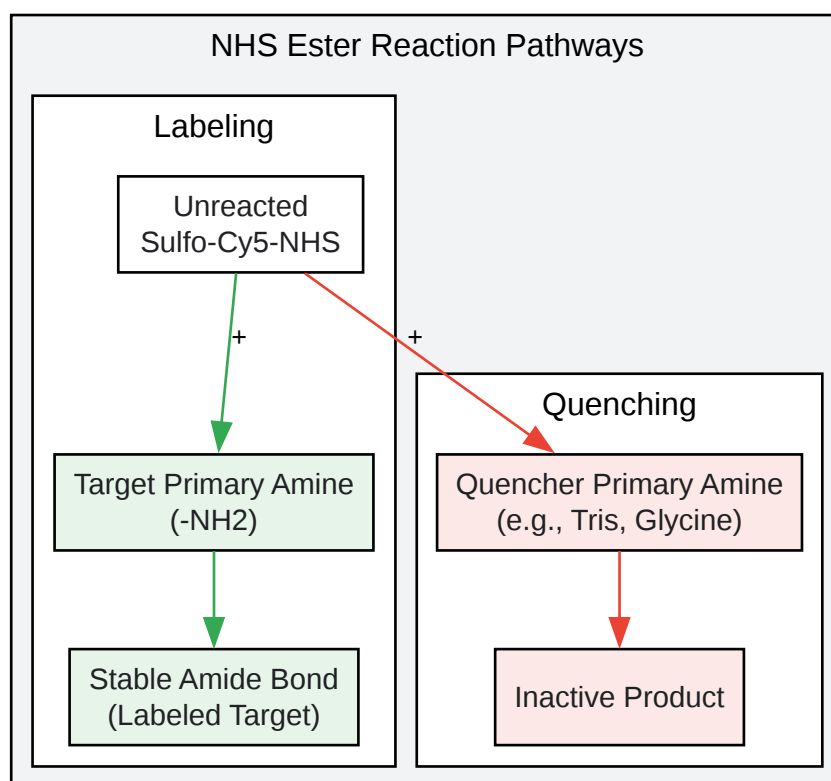 NHS Ester Reaction Pathways
Labeling
Unreacted
Sulfo-Cy5-NHS
+
+
Quenching
Target Primary Amine
(-NH2)
Quencher Primary Amine
(e.g., Tris, Glycine)
Stable Amide Bond
(Labeled Target)
Inactive Product